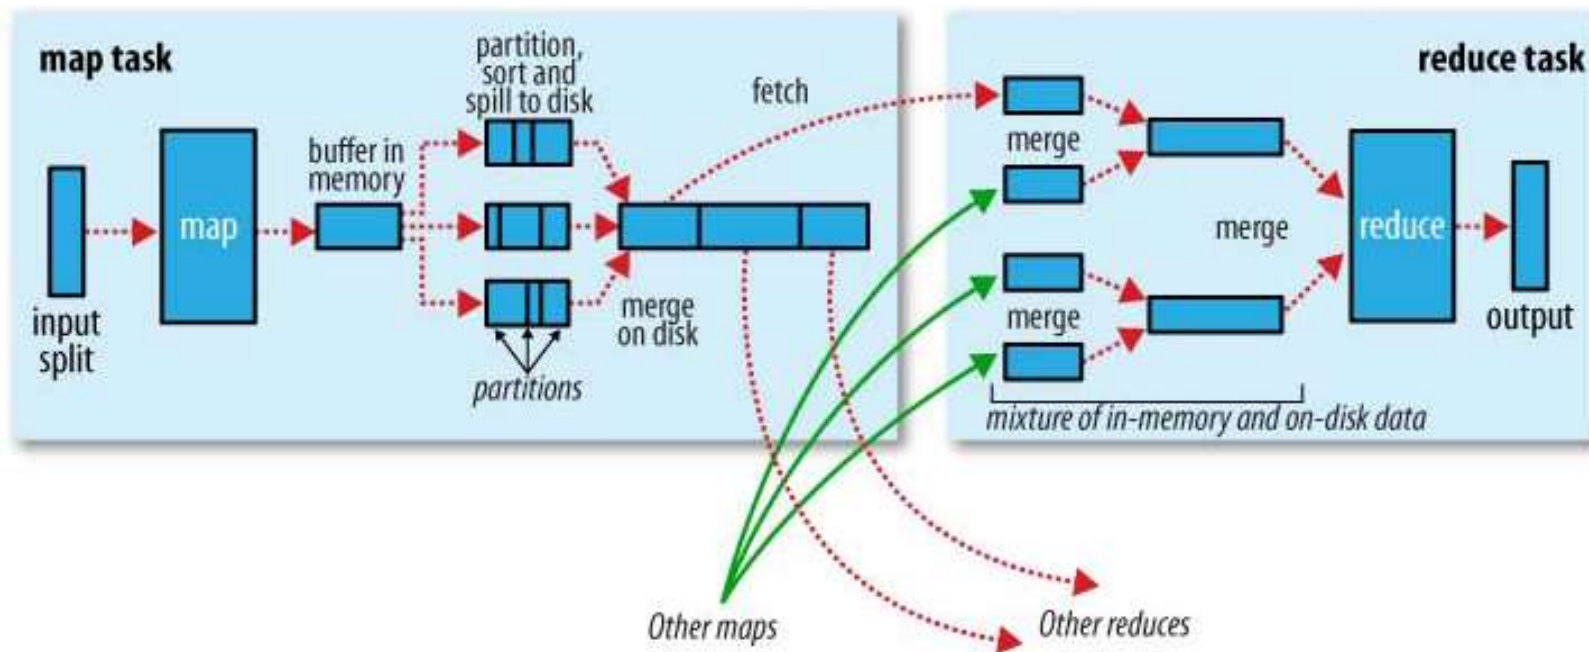 map task
partition,
sort and
spill to disk
fetch
buffer in
memory
map
input
split
merge
on disk
partitions
reduce task
merge
merge
merge
reduce
output
mixture of in-memory and on-disk data
Other maps
Other reduces